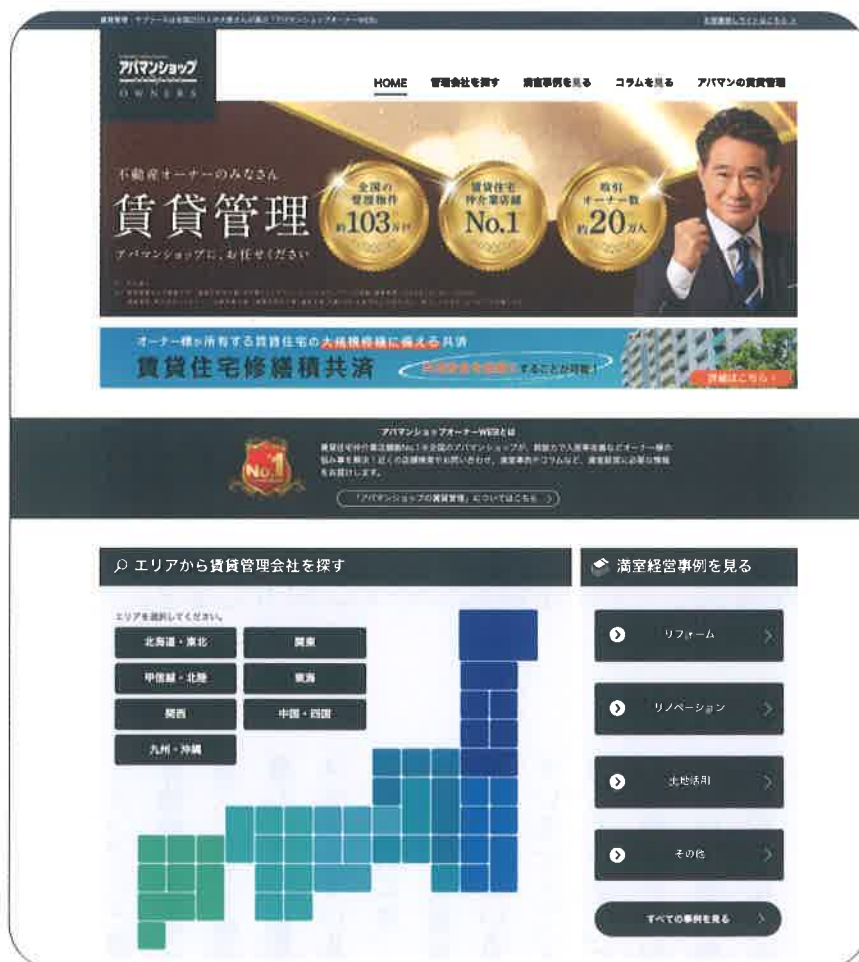 アパマンショップ
OWNERS
HOME 管理会社を探す 満室事例を見る コラムを見る アパマンの賃貸管理
不動産オーナーのみなさん
賃貸管理
アパマンショップに、お任せください
全国の
管理物件
約103万戸
賃貸住宅
仲介業店舗
No.1
取引
オーナー数
約20万人
オーナー様が所有する賃貸住宅の大規模修繕に備える共済
賃貸住宅修繕積共済
することが可能!
詳細はこちら
アパマンショップオーナーWEBとは
No.1
「アパマンショップの賃貸管理」についてはこちら
エリアから賃貸管理会社を探す
エリアを選択してください。
北海道・東北 関東
甲信越・北陸 東海
関西 中国・四国
九州・沖縄
満室経営事例を見る
リフォーム
リノベーション
土地活用
その他
すべての事例を見る